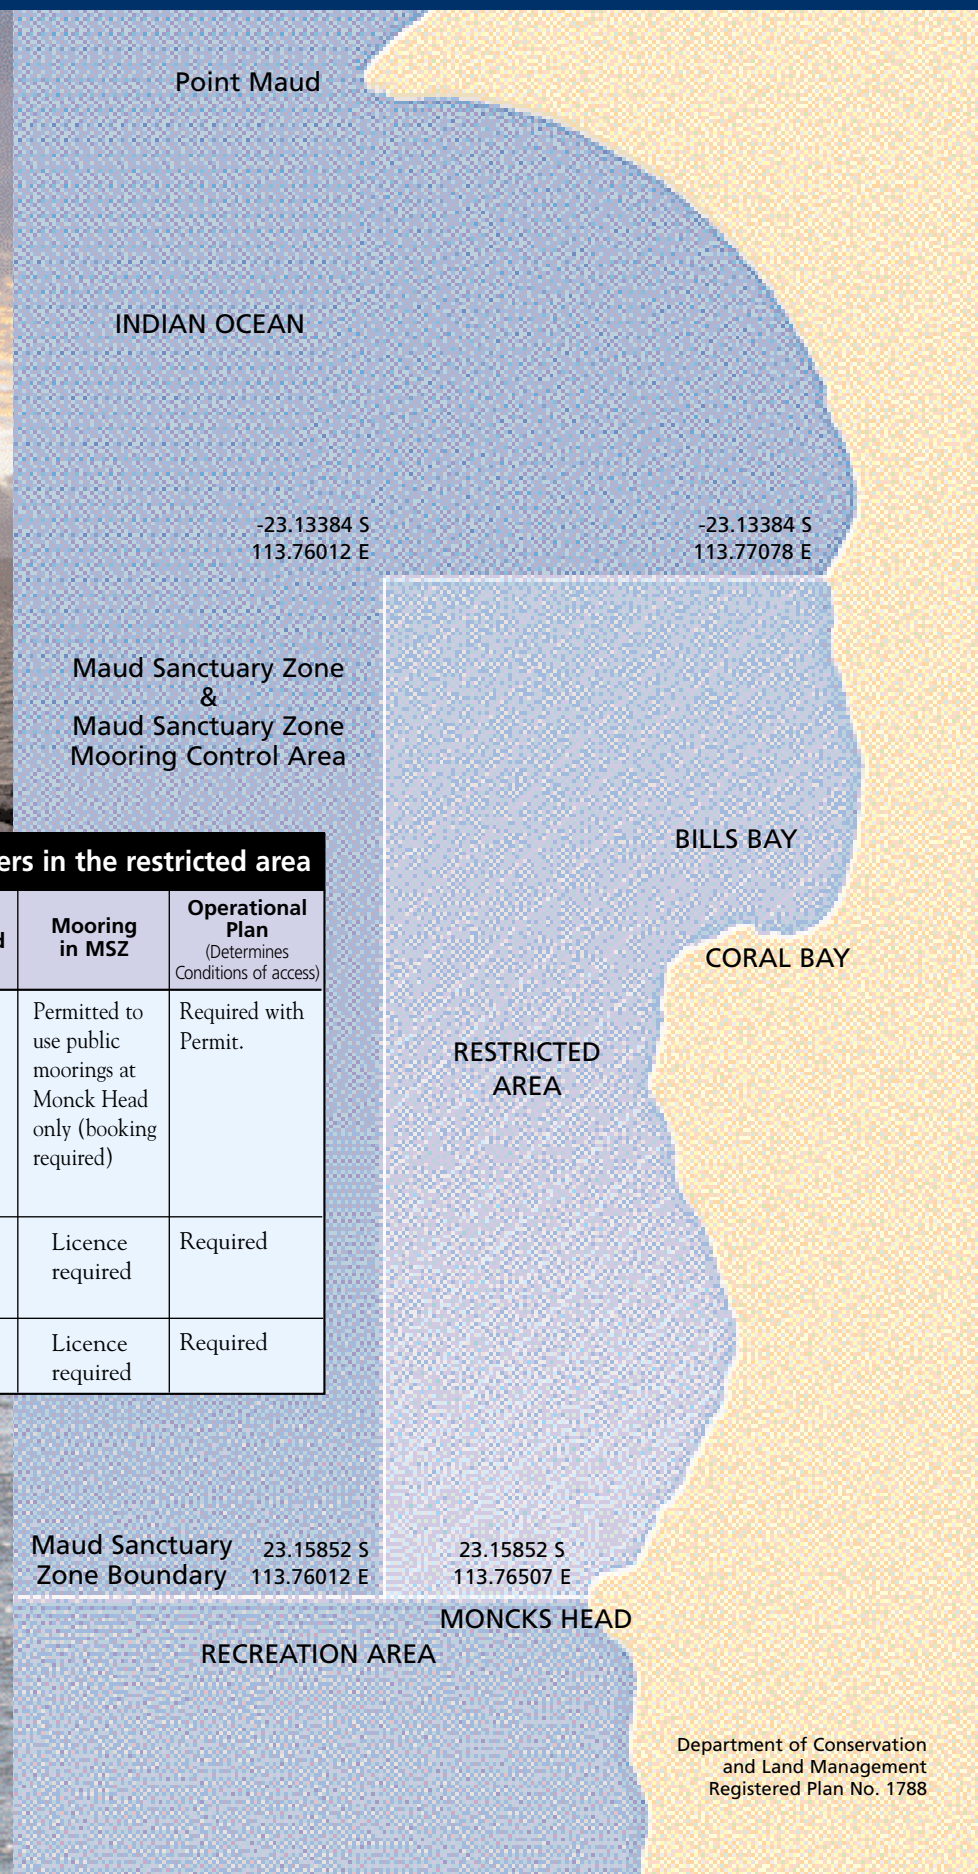 Point Maud
INDIAN OCEAN
-23.13384 S
113.76012 E
-23.13384 S
113.77078 E
Maud Sanctuary Zone
&
Maud Sanctuary Zone
Mooring Control Area
BILLS BAY
in the restricted area
Mooring
in MSZ
Operational
Plan
(Determines
Conditions of access)
CORAL BAY
Permitted to
use public
moorings at
Monck Head
only (booking
required)
Required with
Permit.
RESTRICTED
AREA
Licence
required
Required
Licence
required
Required
Maud Sanctuary
Zone Boundary
23.15852 S
113.76012 E
23.15852 S
113.76507 E
MONCKS HEAD
RECREATION AREA
Department of Conservation
and Land Management
Registered Plan No. 1788